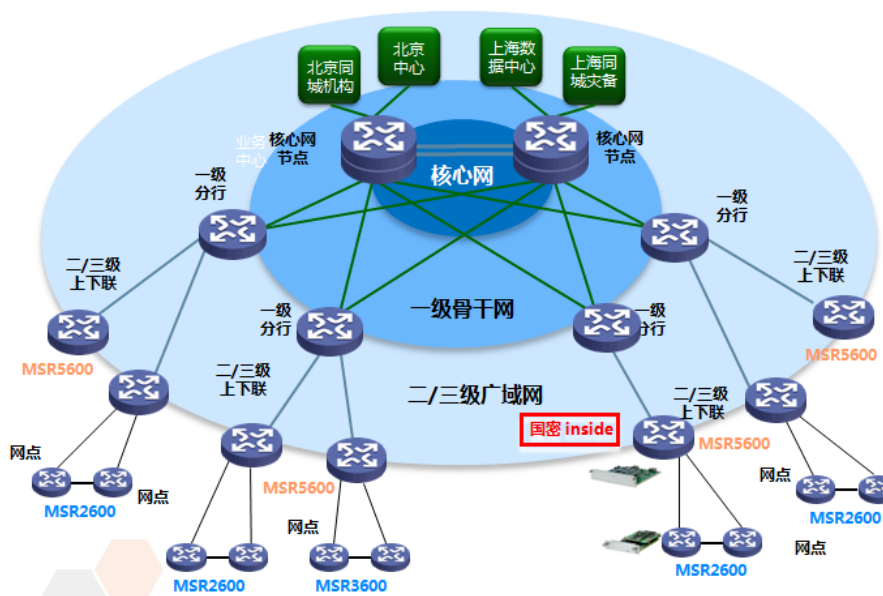 北京同
城机构
北京
中心
上海数
据中心
上海同
城灾备
业务
中心
核心网
节点
核心网
节点
核心网
一级
分行
一级
分行
二/三级
上下联
二/三级
上下联
一级
分行
一级骨干网
一级
分行
MSR5600
MSR5600
二/三级
上下联
二/三级广域网
二/三级
上下联
国密 inside
MSR5600
网点
MSR5600
网点
网点
MSR2600
网点
MSR2600
网点
MSR2600
MSR3600
MSR2600